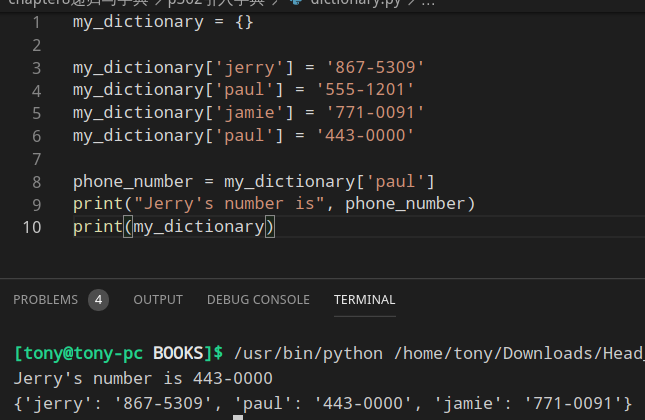 chapter8递归与字典 > p302引入字典 > dictionary.py > ...
1 my_dictionary = {}
2
3 my_dictionary['jerry'] = '867-5309'
4 my_dictionary['paul'] = '555-1201'
5 my_dictionary['jamie'] = '771-0091'
6 my_dictionary['paul'] = '443-0000'
7
8 phone_number = my_dictionary['paul']
9 print("Jerry's number is", phone_number)
10 print(my_dictionary)
PROBLEMS 4 OUTPUT DEBUG CONSOLE TERMINAL
[tony@tony-pc BOOKS]$ /usr/bin/python /home/tony/Downloads/Head_
Jerry's number is 443-0000
{'jerry': '867-5309', 'paul': '443-0000', 'jamie': '771-0091'}